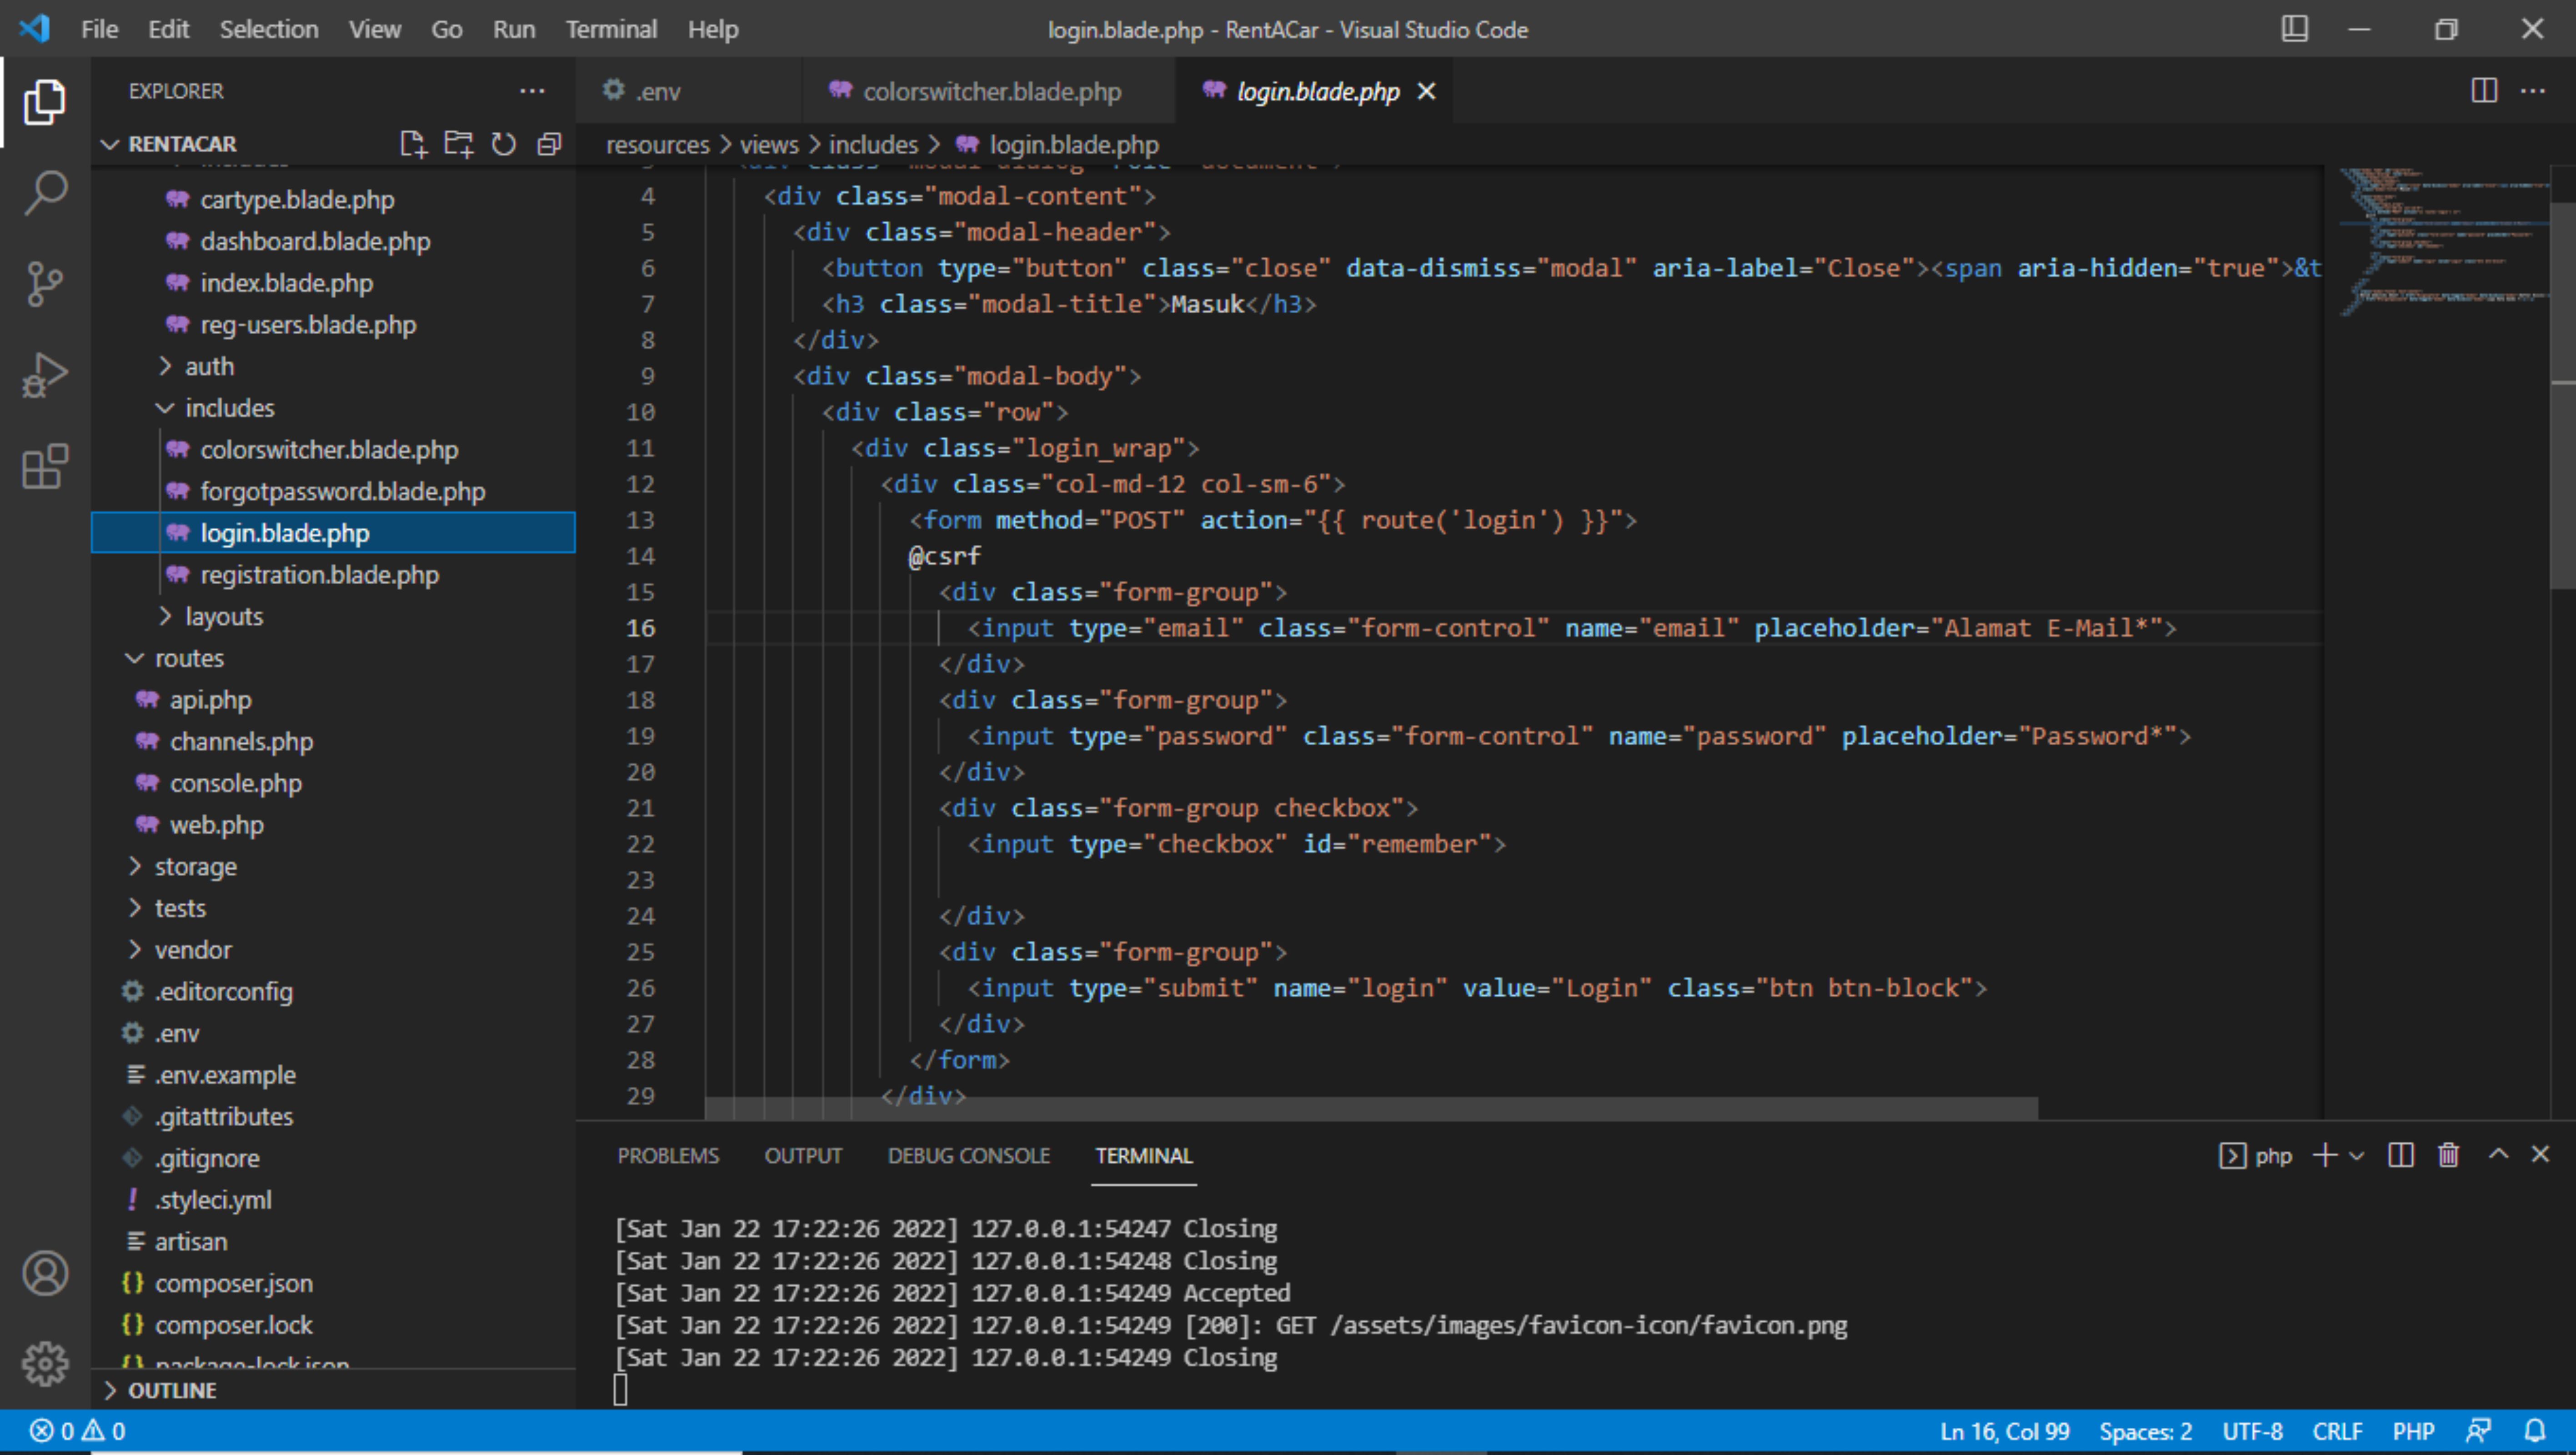 File Edit Selection View Go Run Terminal Help
login.blade.php - RentACar - Visual Studio Code
EXPLORER
RENTACAR
cartype.blade.php
dashboard.blade.php
index.blade.php
reg-users.blade.php
auth
includes
colorswitcher.blade.php
forgotpassword.blade.php
login.blade.php
registration.blade.php
layouts
routes
api.php
channels.php
console.php
web.php
storage
tests
vendor
.editorconfig
.env
.env.example
.gitattributes
.gitignore
.styleci.yml
artisan
composer.json
composer.lock
package-lock.json
OUTLINE
.env colorswitcher.blade.php login.blade.php
resources > views > includes > login.blade.php
4 <div class="modal-content">
5 <div class="modal-header">
6 <button type="button" class="close" data-dismiss="modal" aria-label="Close"><span aria-hidden="true">&t
7 <h3 class="modal-title">Masuk</h3>
8 </div>
9 <div class="modal-body">
10 <div class="row">
11 <div class="login_wrap">
12 <div class="col-md-12 col-sm-6">
13 <form method="POST" action="{{ route('login') }}">
14 @csrf
15 <div class="form-group">
16 <input type="email" class="form-control" name="email" placeholder="Alamat E-Mail*">
17 </div>
18 <div class="form-group">
19 <input type="password" class="form-control" name="password" placeholder="Password*">
20 </div>
21 <div class="form-group checkbox">
22 <input type="checkbox" id="remember">
23
24 </div>
25 <div class="form-group">
26 <input type="submit" name="login" value="Login" class="btn btn-block">
27 </div>
28 </form>
29 </div>
PROBLEMS OUTPUT DEBUG CONSOLE TERMINAL
php
[Sat Jan 22 17:22:26 2022] 127.0.0.1:54247 Closing
[Sat Jan 22 17:22:26 2022] 127.0.0.1:54248 Closing
[Sat Jan 22 17:22:26 2022] 127.0.0.1:54249 Accepted
[Sat Jan 22 17:22:26 2022] 127.0.0.1:54249 [200]: GET /assets/images/favicon-icon/favicon.png
[Sat Jan 22 17:22:26 2022] 127.0.0.1:54249 Closing
0 0
Ln 16, Col 99 Spaces: 2 UTF-8 CRLF PHP